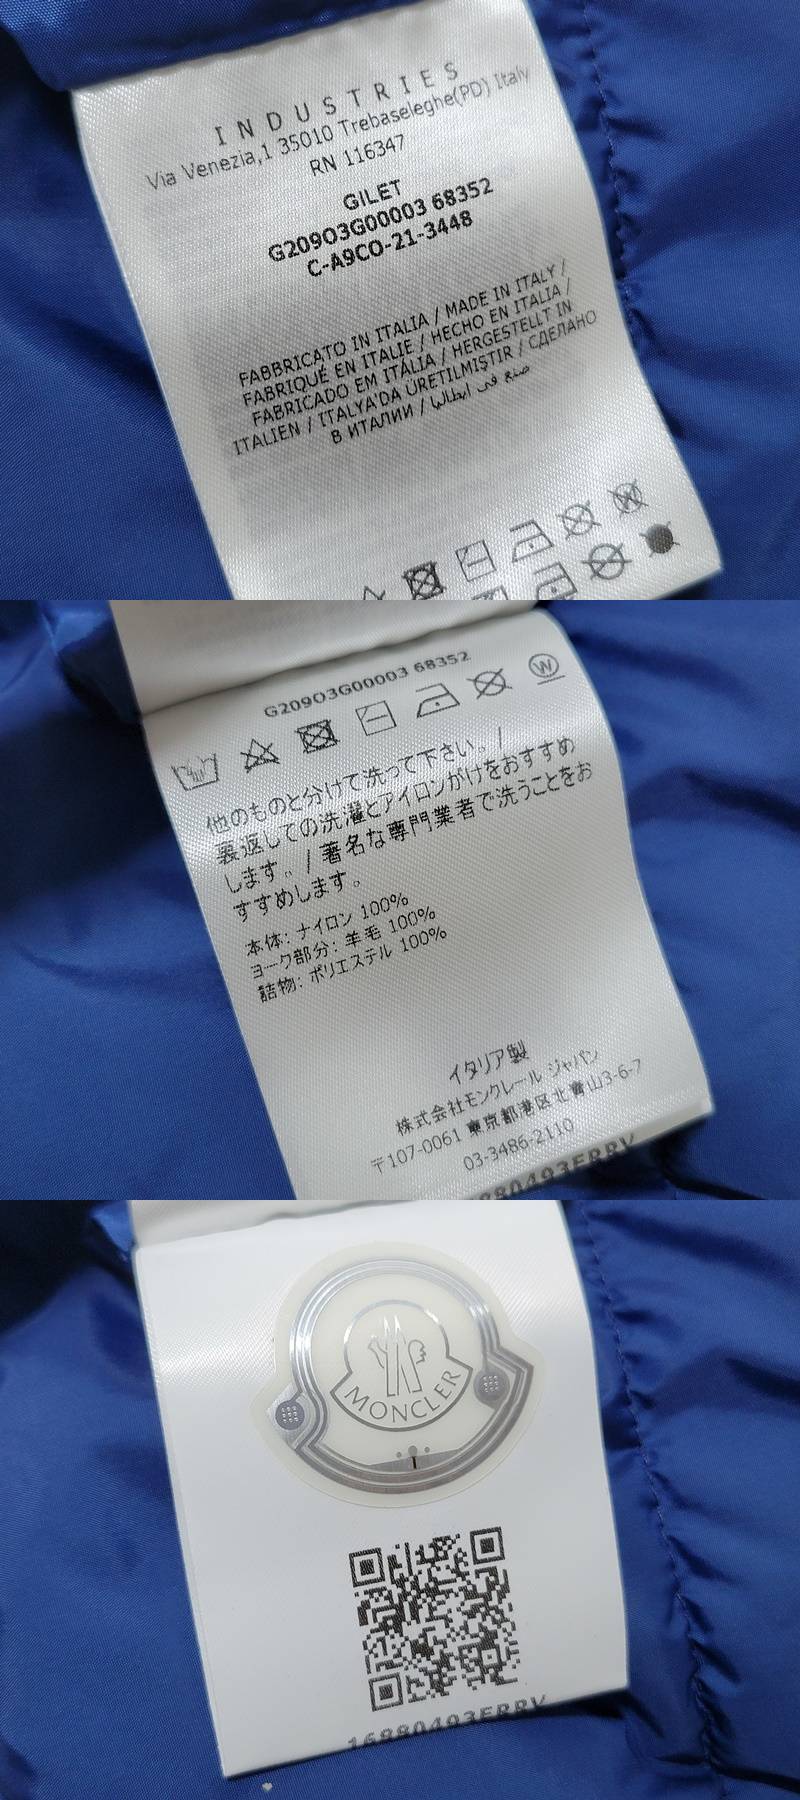 INDUSTRIES
Via Venezia,1 35010 Trebaseleghe(PD) Italy
RN 116347
GILET
G209O3G00003 68352
C-A9CO-21-3448
FABBRICATO IN ITALIA / MADE IN ITALY /
FABRIQUÉ EN ITALIE / HECHO EN ITALIA /
FABRICADO EM ITÁLIA / HERGESTELLT IN
ITALIEN / ITALYA'DA ÜRETILMIŞTIR / СДЕЛАНО
В ИТАЛИИ / صنع في ايطاليا
G209O3G00003 68352
W
他のものと分けて洗って下さい。/
裏返しての洗濯とアイロンがけをおすすめ
します。/ 著名な専門業者で洗うことをお
すすめします。
本体: ナイロン 100%
ヨーク部分: 羊毛 100%
詰物: ポリエステル 100%
イタリア製
株式会社モンクレール ジャパン
〒107-0061 東京都港区北青山3-6-7
03-3486-2110
MONCLER
16880493ERRV